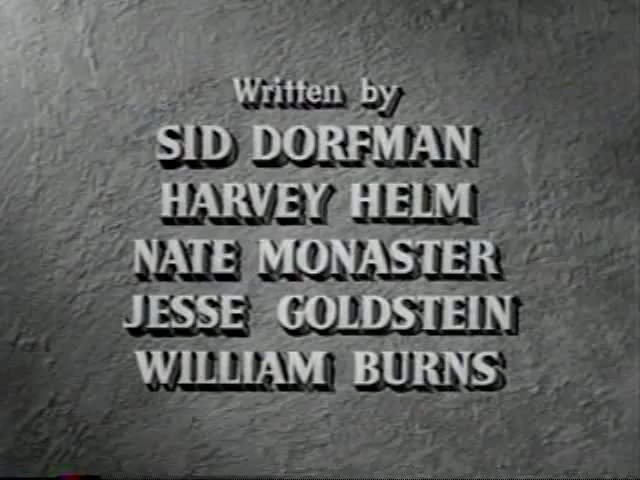 Written by
SID DORFMAN
HARVEY HELM
NATE MONASTER
JESSE GOLDSTEIN
WILLIAM BURNS